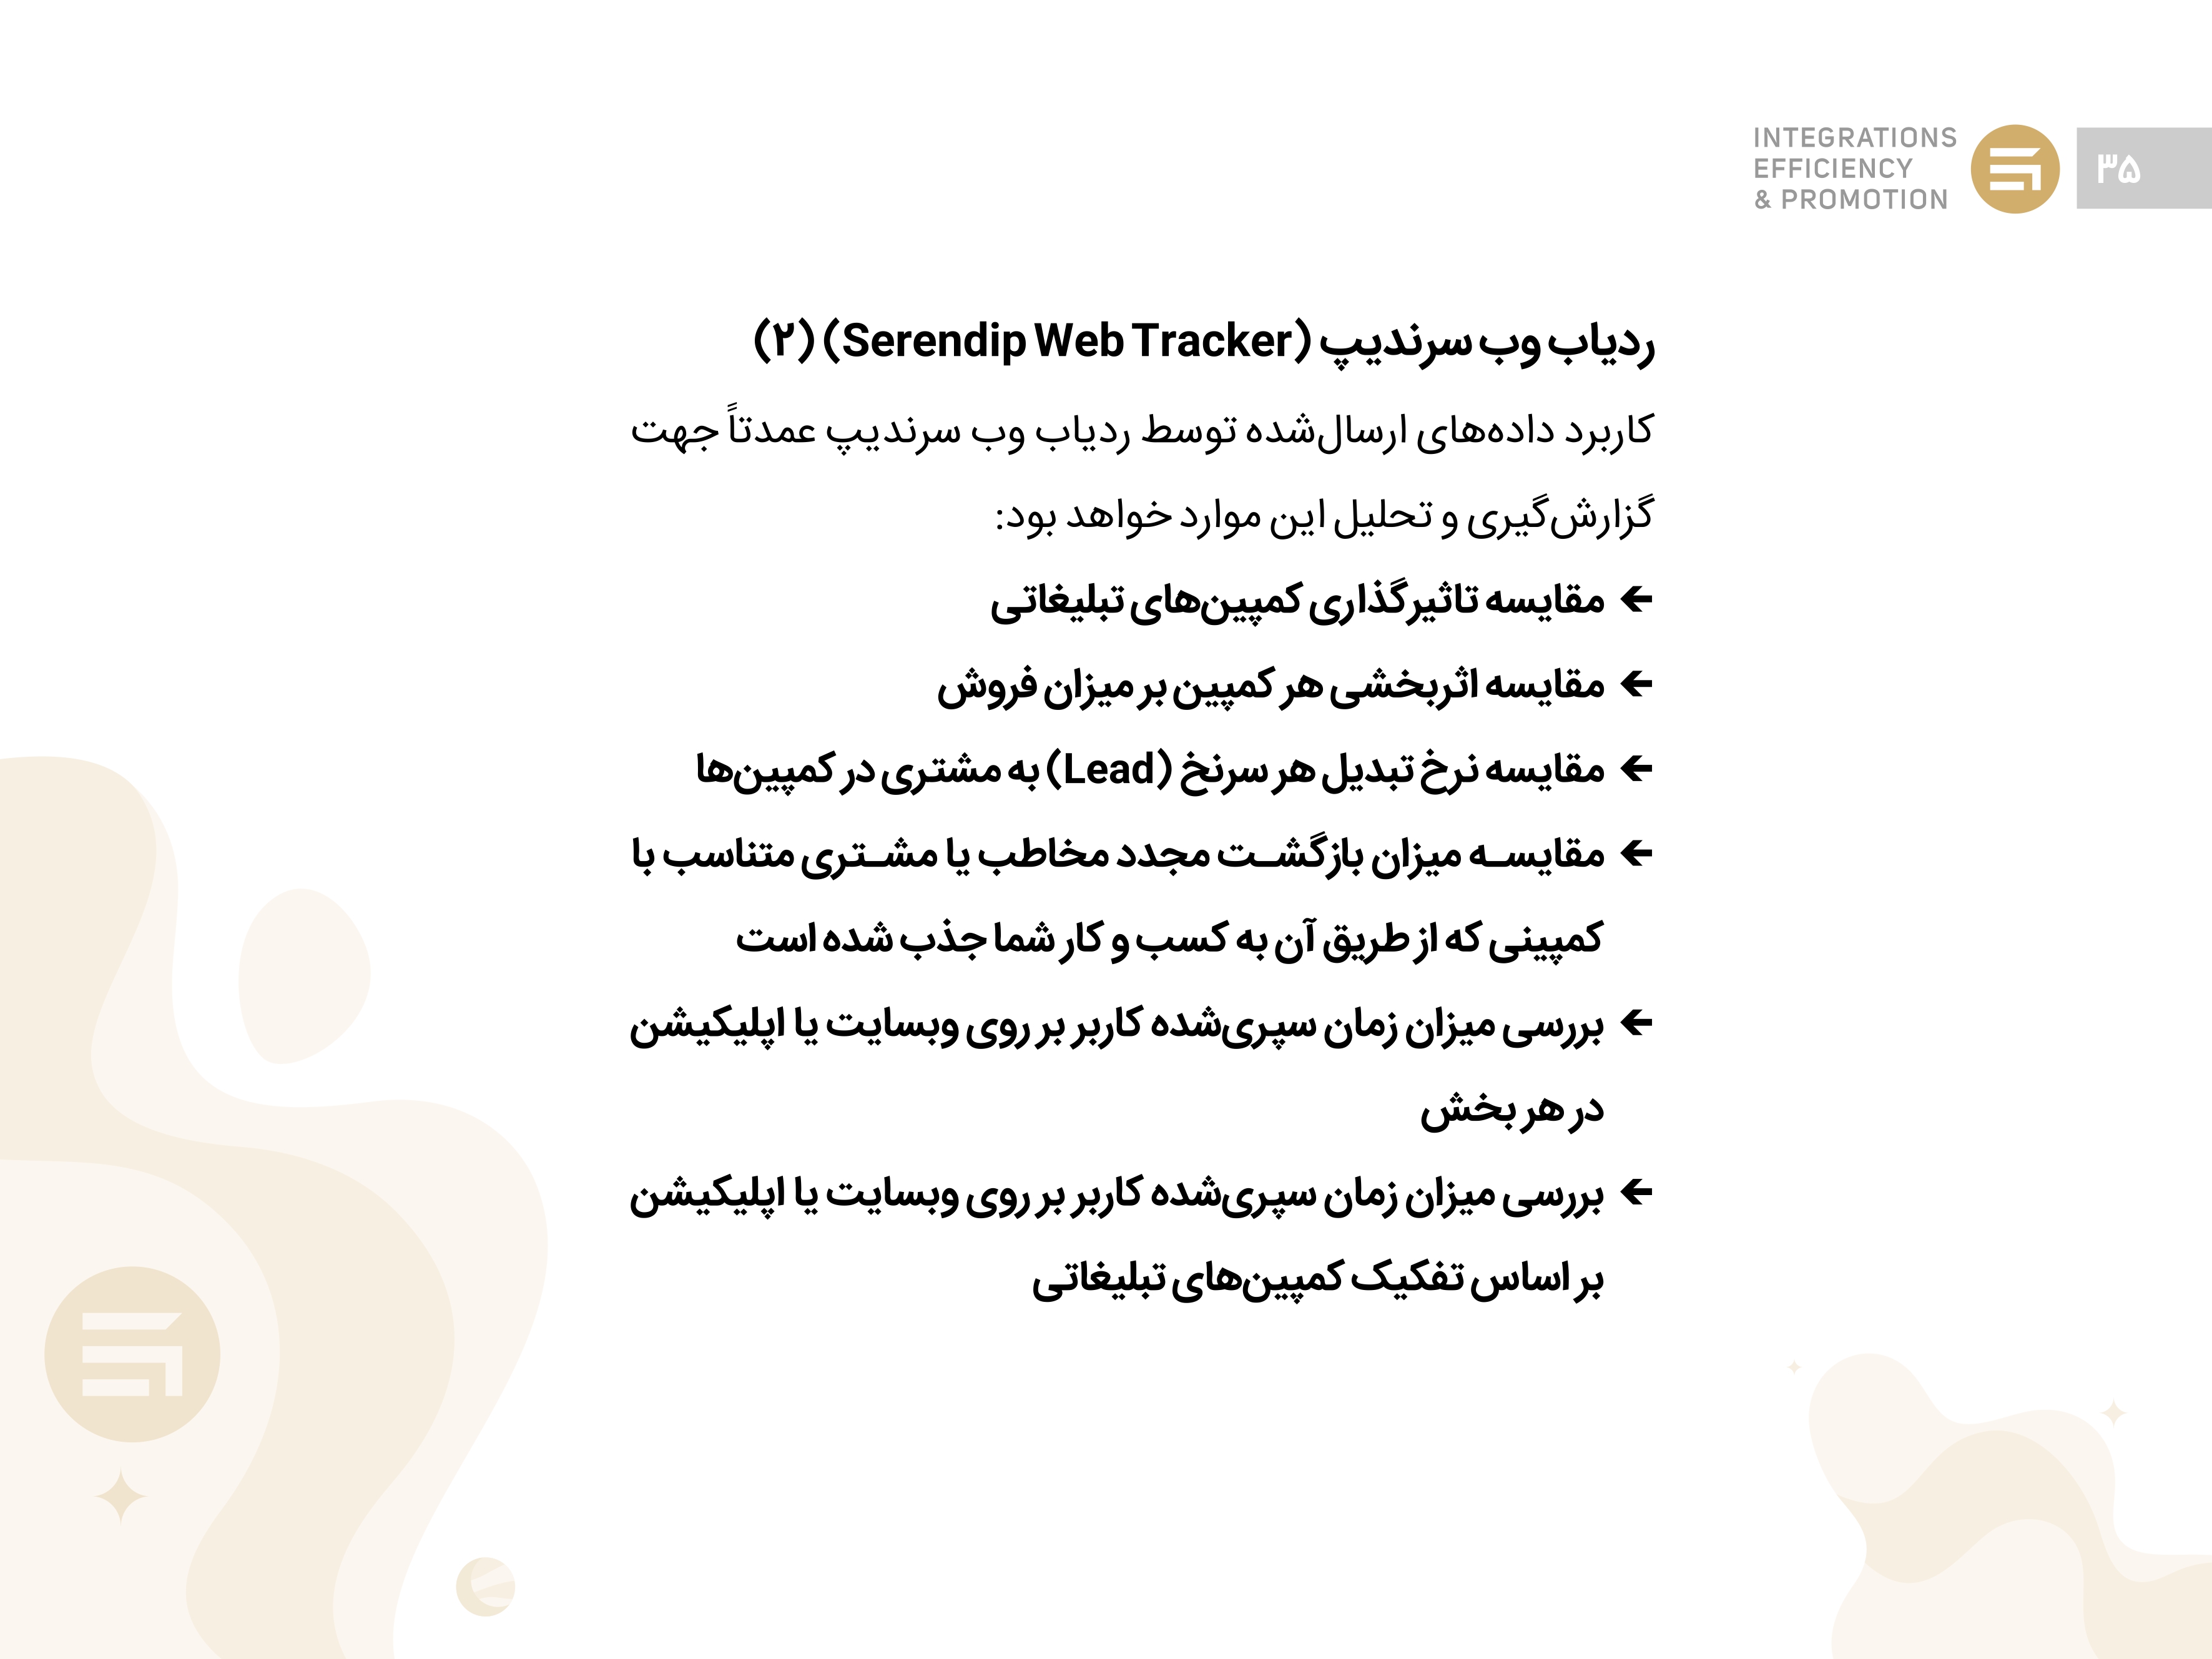 INTEGRATIONS
EFFICIENCY
& PROMOTION
۳۵
ردیاب وب سرندیپ (Serendip Web Tracker) (۲)
کاربرد داده‌های ارسال‌شده توسط ردیاب وب سرندیپ عمدتاً جهت
گزارش‌گیری و تحلیل این موارد خواهد بود:
← مقایسه تاثیرگذاری کمپین‌های تبلیغاتی
← مقایسه اثربخشی هر کمپین بر میزان فروش
← مقایسه نرخ تبدیل هر سرنخ (Lead) به مشتری در کمپین‌ها
← مقایسـه میزان بازگشـت مجدد مخاطب یا مشـتری متناسب با
کمپینی که از طریق آن به کسب و کار شما جذب شده است
← بررسی میزان زمان سپری‌شده کاربر بر روی وبسایت یا اپلیکیشن
در هر بخش
← بررسی میزان زمان سپری‌شده کاربر بر روی وبسایت یا اپلیکیشن
بر اساس تفکیک کمپین‌های تبلیغاتی